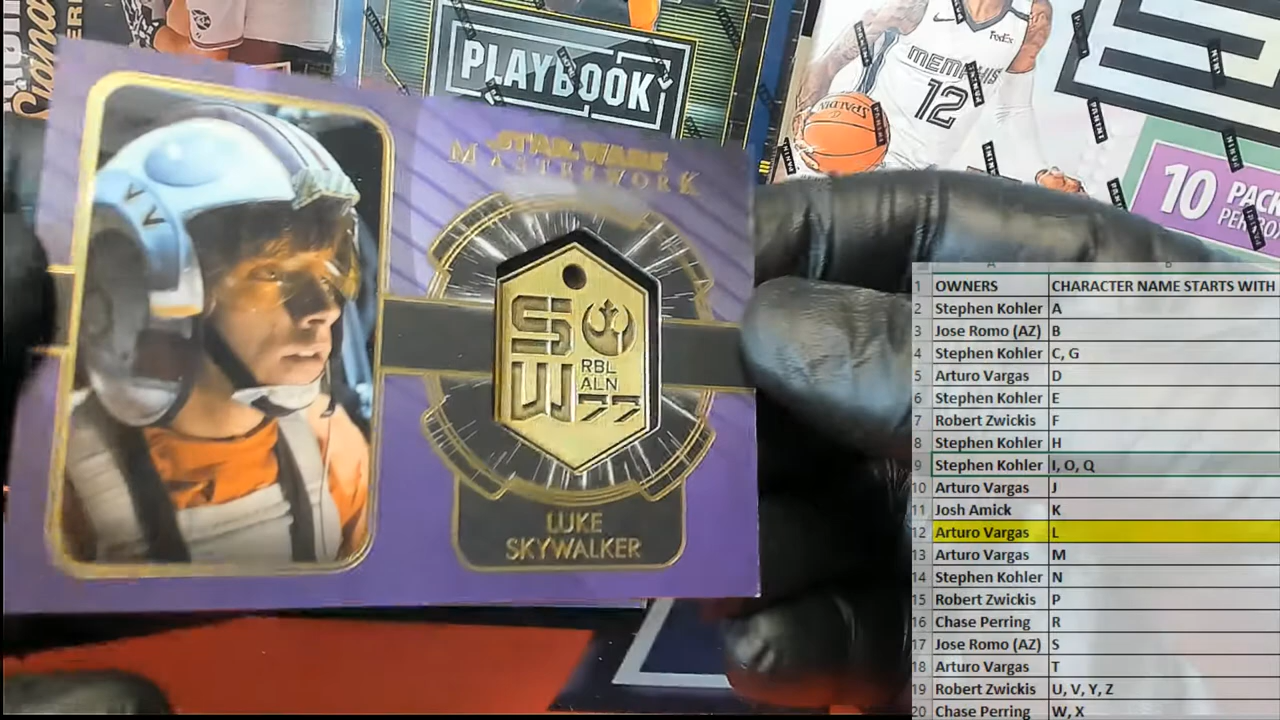 PLAYBOOK
FedEx
MEMPHIS
12
SPALDING
PANINI
10 PACK
PER BO
STAR WARS
MASTERWORK
SW
RBL
ALN
77
LUKE
SKYWALKER
A B
1 OWNERS CHARACTER NAME STARTS WITH
2 Stephen Kohler A
3 Jose Romo (AZ) B
4 Stephen Kohler C, G
5 Arturo Vargas D
6 Stephen Kohler E
7 Robert Zwickis F
8 Stephen Kohler H
9 Stephen Kohler I, O, Q
10 Arturo Vargas J
11 Josh Amick K
12 Arturo Vargas L
13 Arturo Vargas M
14 Stephen Kohler N
15 Robert Zwickis P
16 Chase Perring R
17 Jose Romo (AZ) S
18 Arturo Vargas T
19 Robert Zwickis U, V, Y, Z
20 Chase Perring W, X